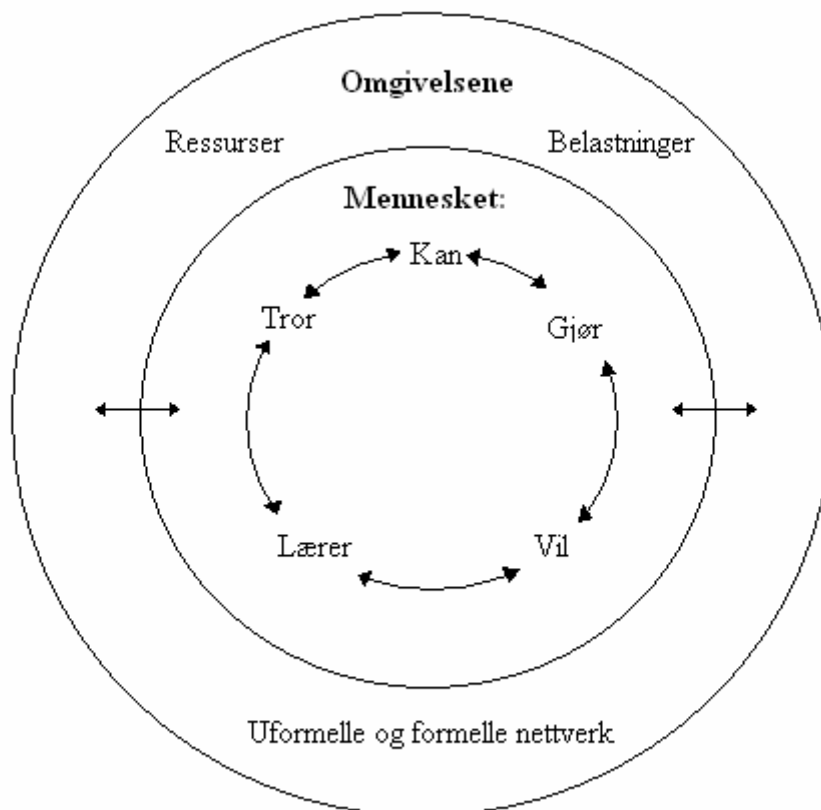 Omgivelsene
Ressurser
Belastninger
Mennesket:
Kan
Tror
Gjør
Lærer
Vil
Uformelle og formelle nettverk